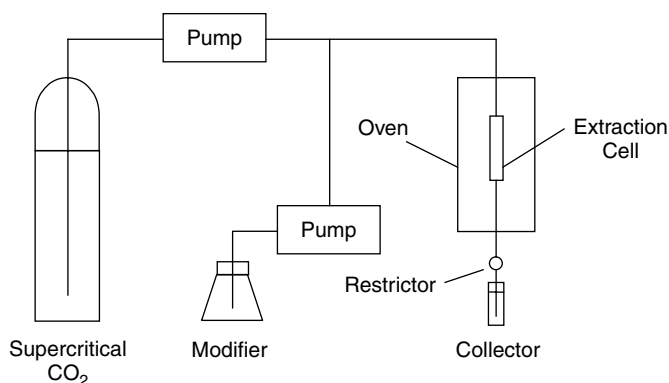 Pump
Oven
Extraction
Cell
Pump
Restrictor
Supercritical
CO₂
Modifier
Collector